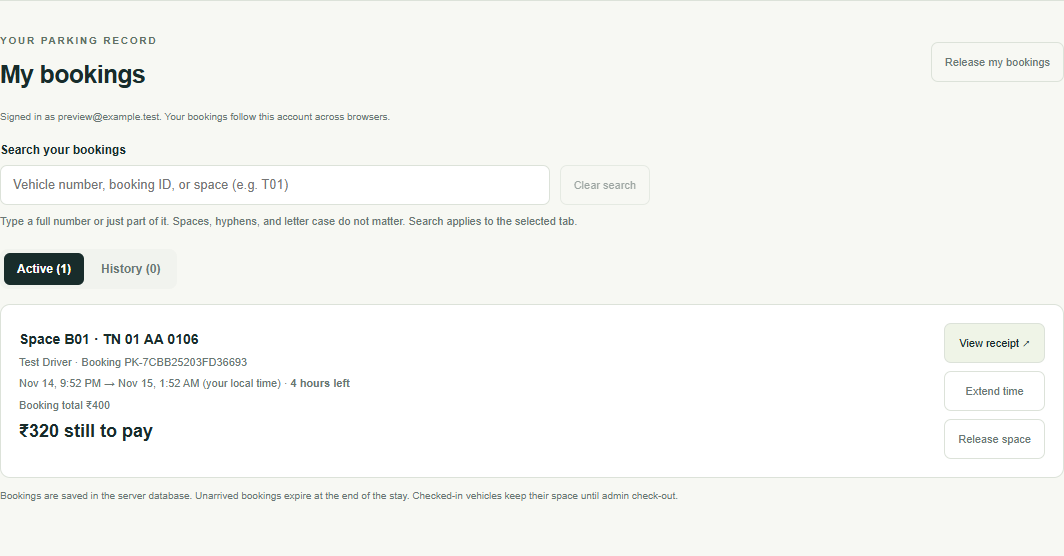 YOUR PARKING RECORD
My bookings
Release my bookings
Signed in as preview@example.test. Your bookings follow this account across browsers.
Search your bookings
Vehicle number, booking ID, or space (e.g. T01)
Clear search
Type a full number or just part of it. Spaces, hyphens, and letter case do not matter. Search applies to the selected tab.
Active (1)
History (0)
Space B01 · TN 01 AA 0106
Test Driver · Booking PK-7CBB25203FD36693
Nov 14, 9:52 PM → Nov 15, 1:52 AM (your local time) · 4 hours left
Booking total ₹400
₹320 still to pay
View receipt ↗
Extend time
Release space
Bookings are saved in the server database. Unarrived bookings expire at the end of the stay. Checked-in vehicles keep their space until admin check-out.